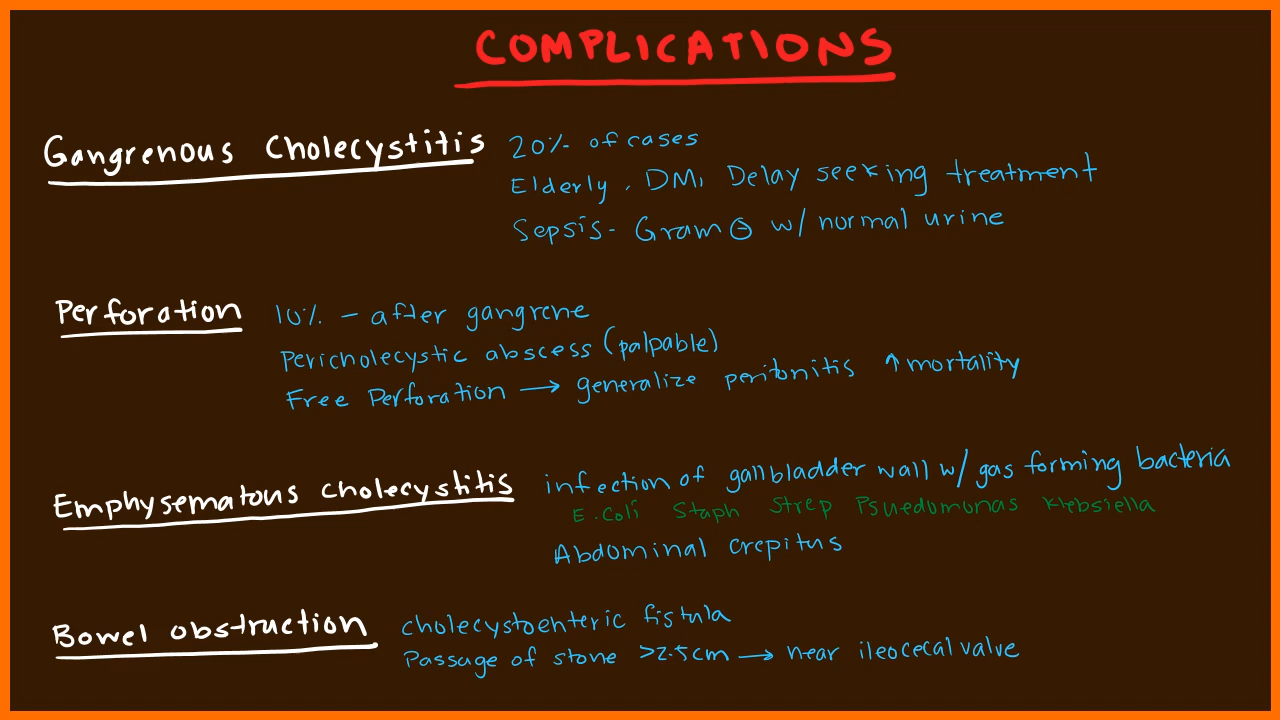 COMPLICATIONS
Gangrenous Cholecystitis
20% of cases
Elderly, DM, Delay seeking treatment
Sepsis - Gram ⊖ w/ normal urine
Perforation
10% - after gangrene
Pericholecystic abscess (palpable)
Free Perforation → generalize peritonitis ↑ mortality
Emphysematous cholecystitis
infection of gallbladder wall w/ gas forming bacteria
E. Coli Staph Strep Psuedomonas Klebsiella
Abdominal crepitus
Bowel obstruction
cholecystoenteric fistula
Passage of stone >2.5cm → near ileocecal valve